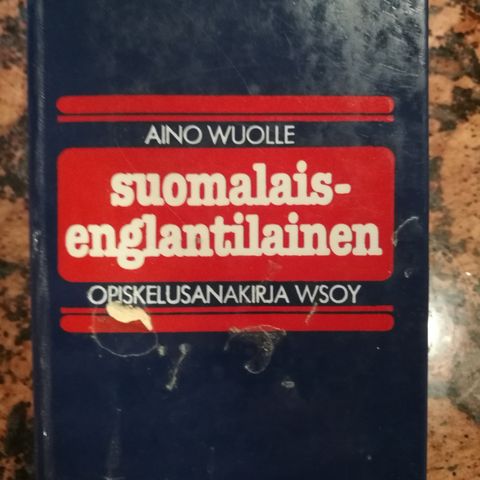 AINO WUOLLE
suomalais-
englantilainen
OPISKELUSANAKIRJA WSOY